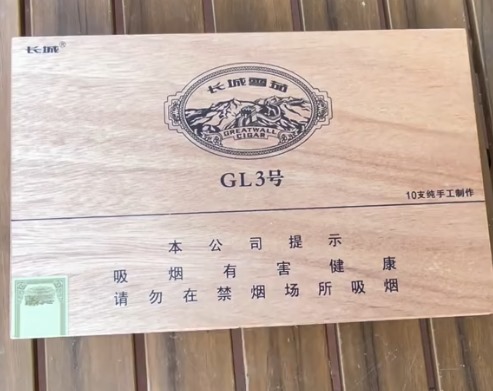 长城®
长城雪茄
GREATWALL
CIGAR
GL3号
10支纯手工制作
本公司提示
吸烟有害健康
请勿在禁烟场所吸烟